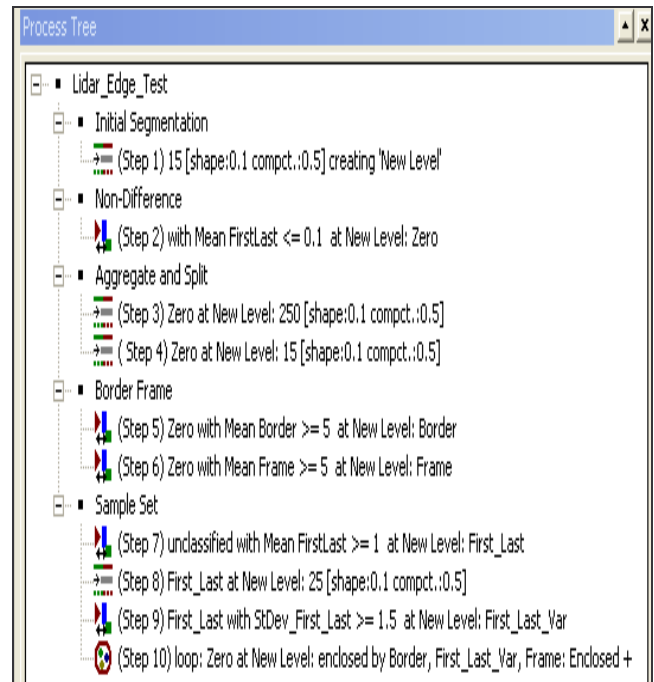 Process Tree
Lidar_Edge_Test
Initial Segmentation
(Step 1) 15 [shape:0.1 compct.:0.5] creating 'New Level'
Non-Difference
(Step 2) with Mean FirstLast <= 0.1 at New Level: Zero
Aggregate and Split
(Step 3) Zero at New Level: 250 [shape:0.1 compct.:0.5]
( Step 4) Zero at New Level: 15 [shape:0.1 compct.:0.5]
Border Frame
(Step 5) Zero with Mean Border >= 5 at New Level: Border
(Step 6) Zero with Mean Frame >= 5 at New Level: Frame
Sample Set
(Step 7) unclassified with Mean FirstLast >= 1 at New Level: First_Last
(Step 8) First_Last at New Level: 25 [shape:0.1 compct.:0.5]
(Step 9) First_Last with StDev_First_Last >= 1.5 at New Level: First_Last_Var
(Step 10) loop: Zero at New Level: enclosed by Border, First_Last_Var, Frame: Enclosed +